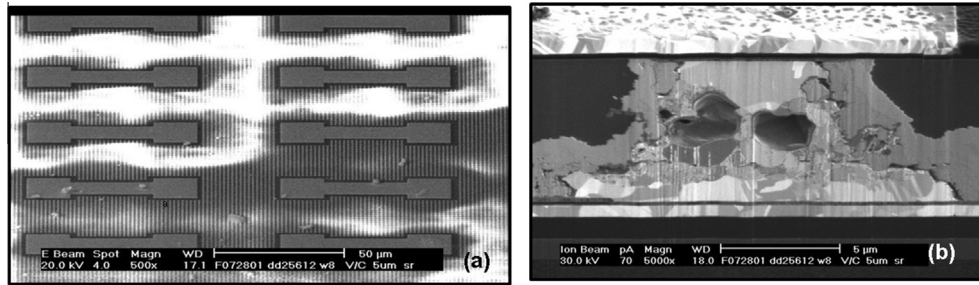 E Beam Spot Magn WD 50 µm
20.0 kV 4.0 500x 17.1 F072801 dd25612 w8 V/C 5um sr
(a)
Ion Beam pA Magn WD 5 µm
30.0 kV 70 5000x 18.0 F072801 dd25612 w8 V/C 5um sr
(b)